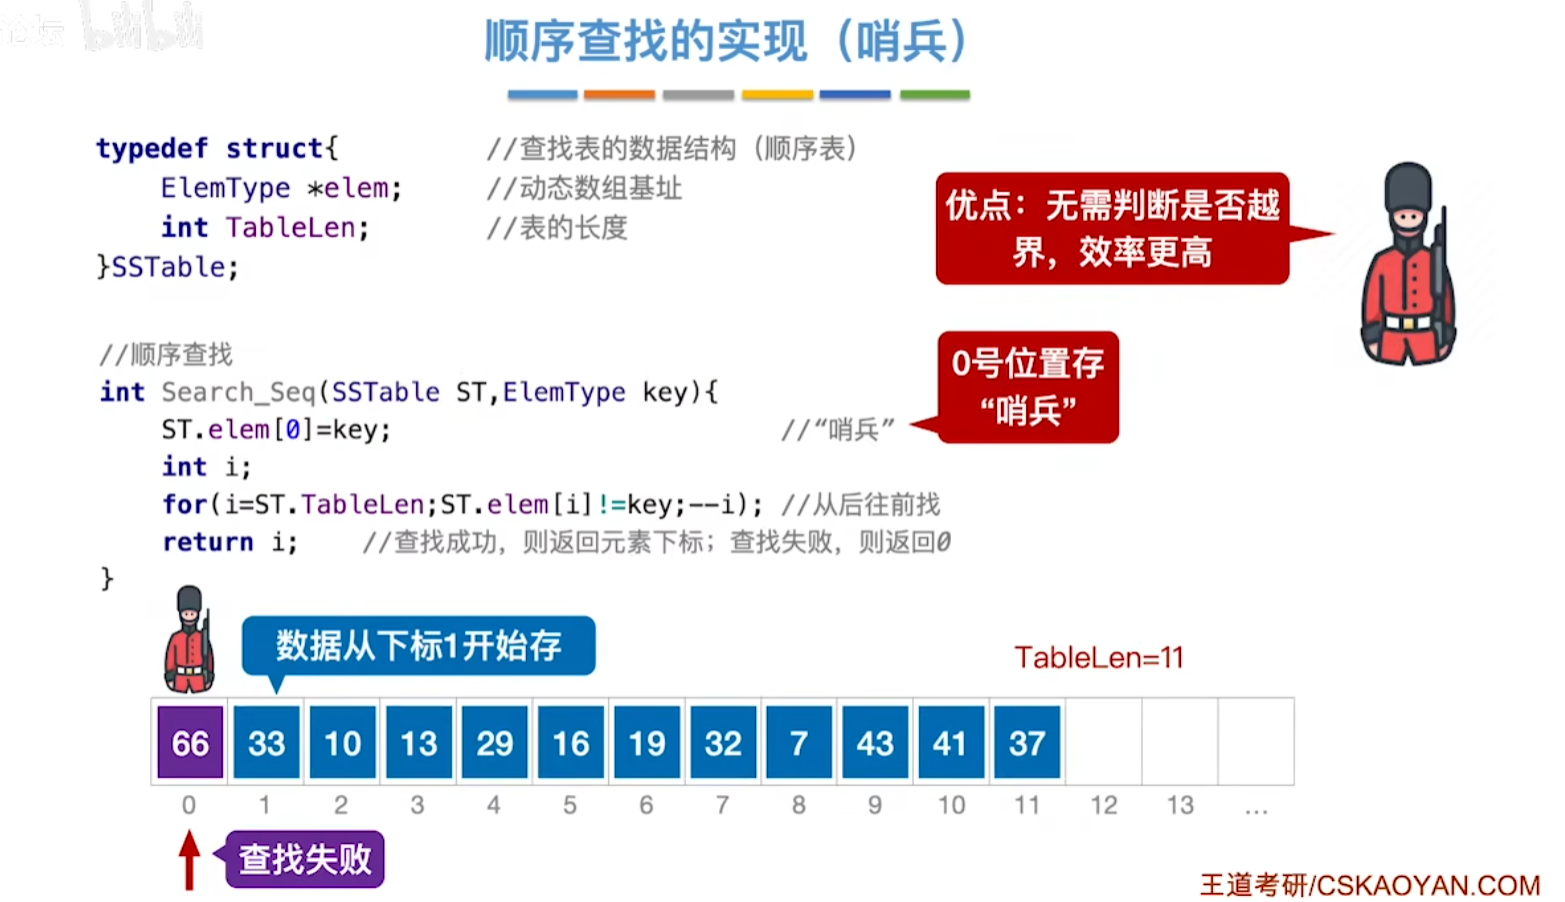 论坛 bilibili
顺序查找的实现（哨兵）
typedef struct{ //查找表的数据结构（顺序表）
ElemType *elem; //动态数组基址
int TableLen; //表的长度
}SSTable;
优点：无需判断是否越
界，效率更高
//顺序查找
int Search_Seq(SSTable ST,ElemType key){
ST.elem[0]=key; //“哨兵”
int i;
for(i=ST.TableLen;ST.elem[i]!=key;--i); //从后往前找
return i; //查找成功，则返回元素下标；查找失败，则返回0
}
0号位置存
“哨兵”
数据从下标1开始存
TableLen=11
66 33 10 13 29 16 19 32 7 43 41 37
0 1 2 3 4 5 6 7 8 9 10 11 12 13 ...
查找失败
王道考研/CSKAOYAN.COM